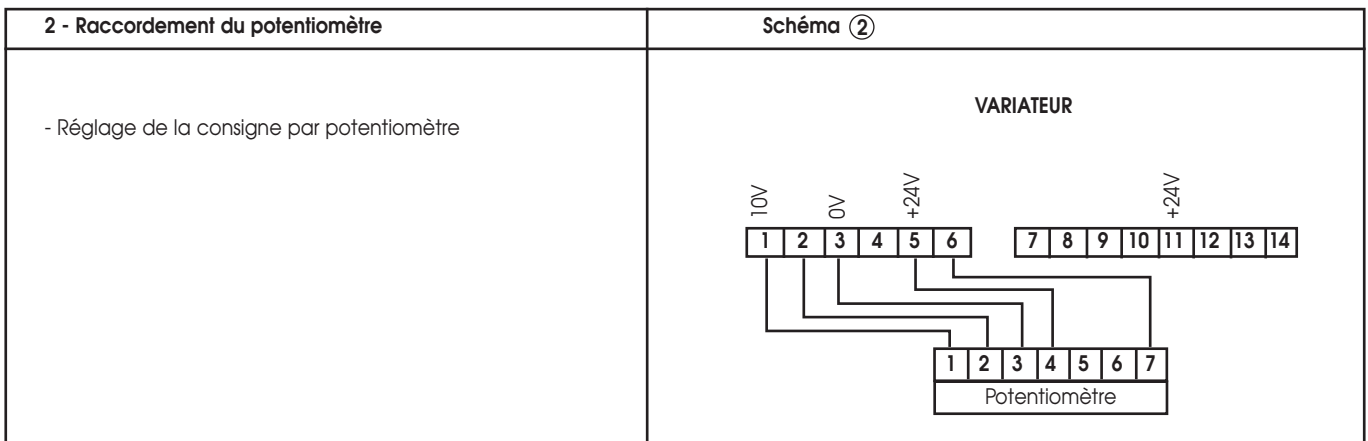 2 - Raccordement du potentiomètre
Schéma 2
- Réglage de la consigne par potentiomètre
VARIATEUR
10V 0V +24V +24V
1 2 3 4 5 6 7 8 9 10 11 12 13 14
1 2 3 4 5 6 7
Potentiomètre